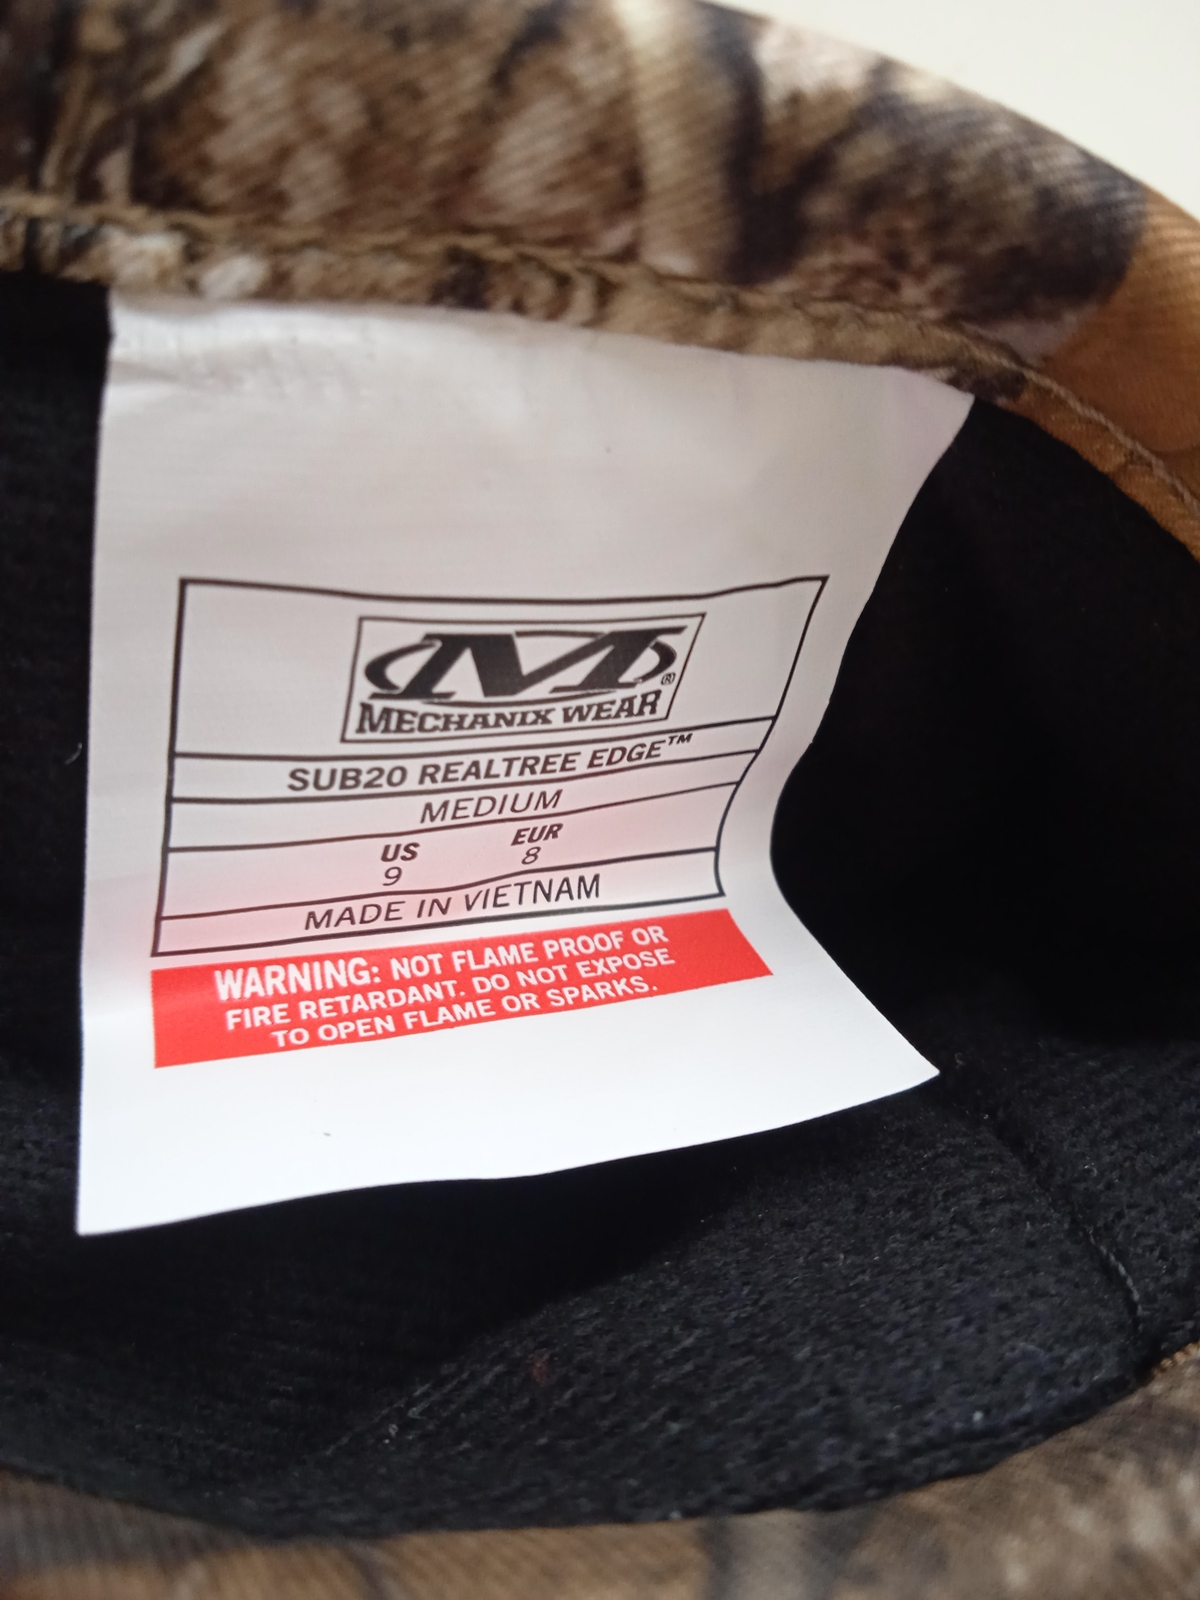 M®
MECHANIX WEAR
SUB20 REALTREE EDGE™
MEDIUM
US EUR
9 8
MADE IN VIETNAM
WARNING: NOT FLAME PROOF OR
FIRE RETARDANT. DO NOT EXPOSE
TO OPEN FLAME OR SPARKS.